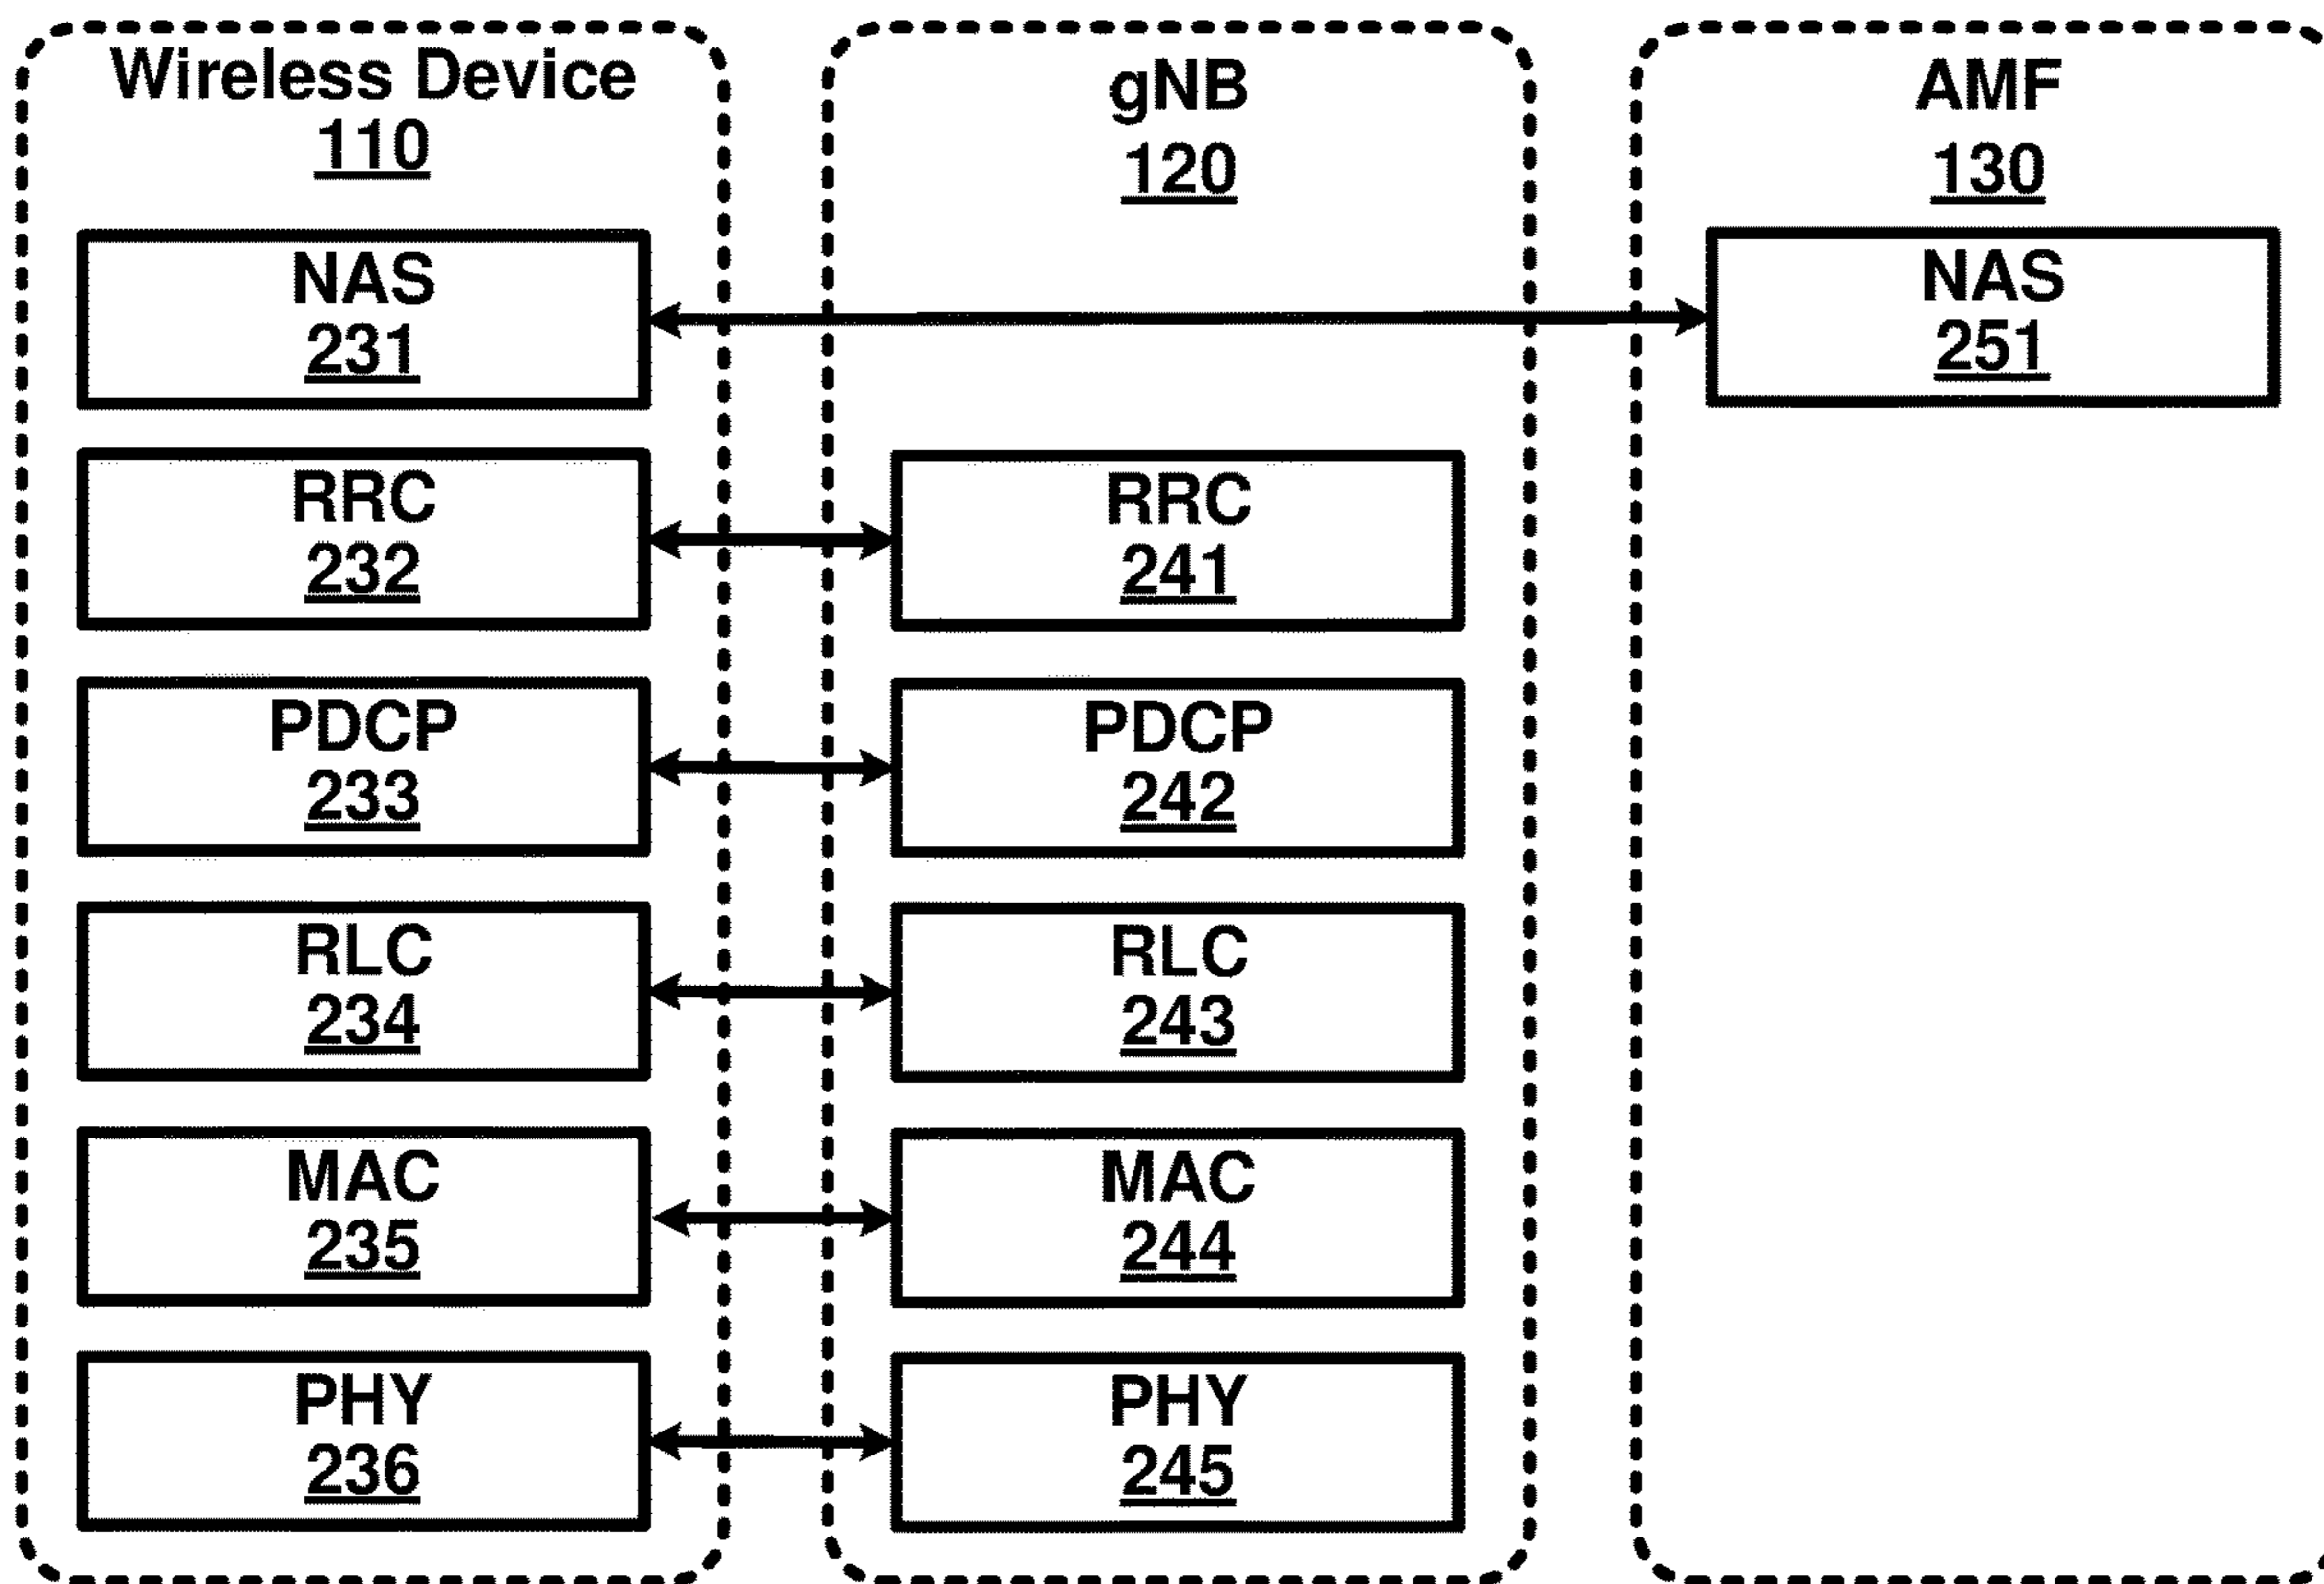 Wireless Device
110
gNB
120
AMF
130
NAS
231
NAS
251
RRC
232
RRC
241
PDCP
233
PDCP
242
RLC
234
RLC
243
MAC
235
MAC
244
PHY
236
PHY
245